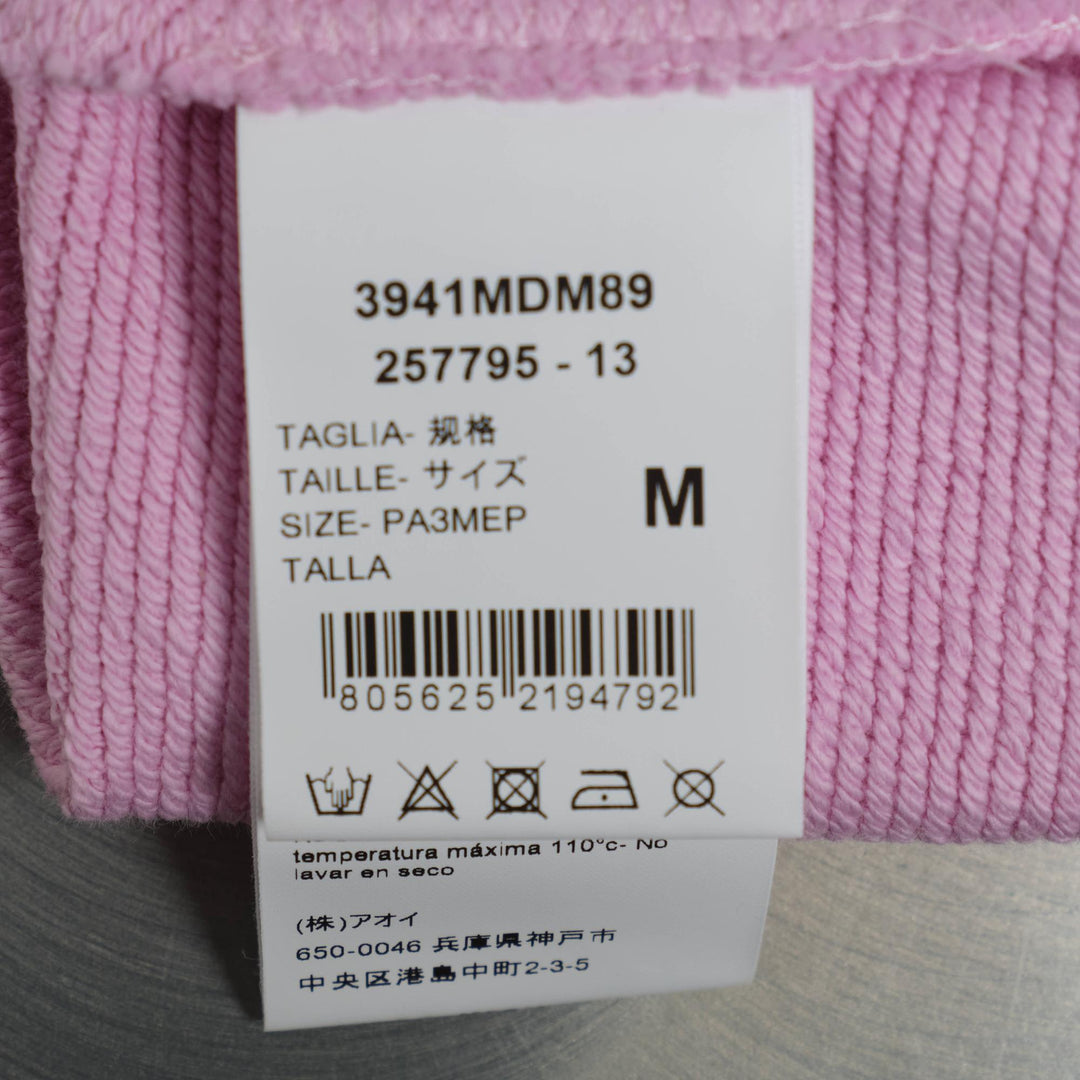 3941MDM89
257795 - 13
TAGLIA- 规格
TAILLE- サイズ
SIZE- PA3MEP
TALLA
M
805625 2194792
temperatura máxima 110°c- No
lavar en seco
(株)アオイ
650-0046 兵庫県神戸市
中央区港島中町2-3-5